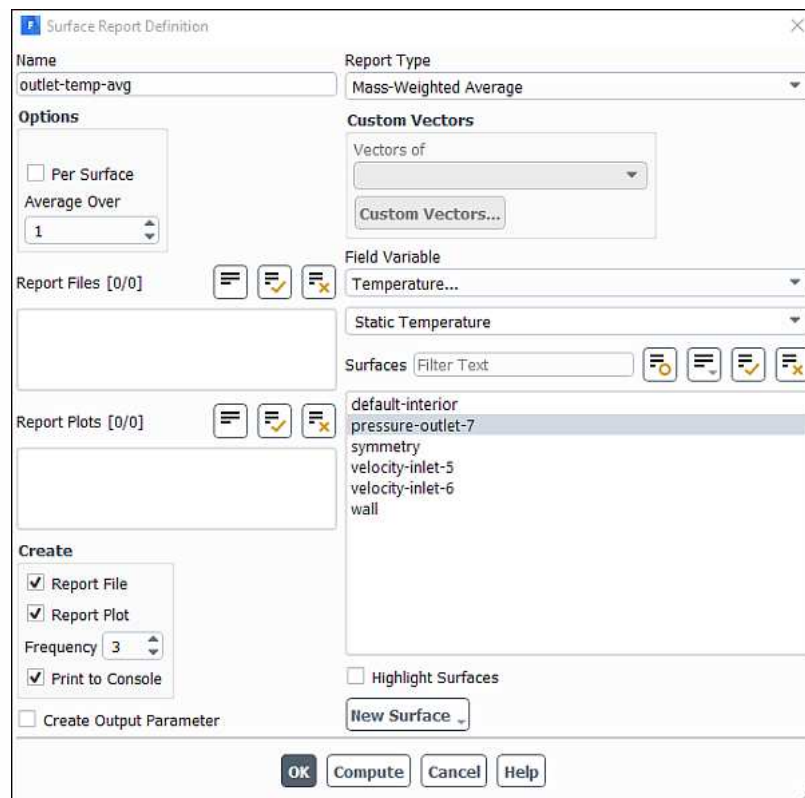 Surface Report Definition
Name
outlet-temp-avg
Options
Per Surface
Average Over
1
Report Files [0/0]
Report Plots [0/0]
Create
Report File
Report Plot
Frequency 3
Print to Console
Create Output Parameter
Report Type
Mass-Weighted Average
Custom Vectors
Vectors of
Custom Vectors...
Field Variable
Temperature...
Static Temperature
Surfaces Filter Text
default-interior
pressure-outlet-7
symmetry
velocity-inlet-5
velocity-inlet-6
wall
Highlight Surfaces
New Surface
OK Compute Cancel Help